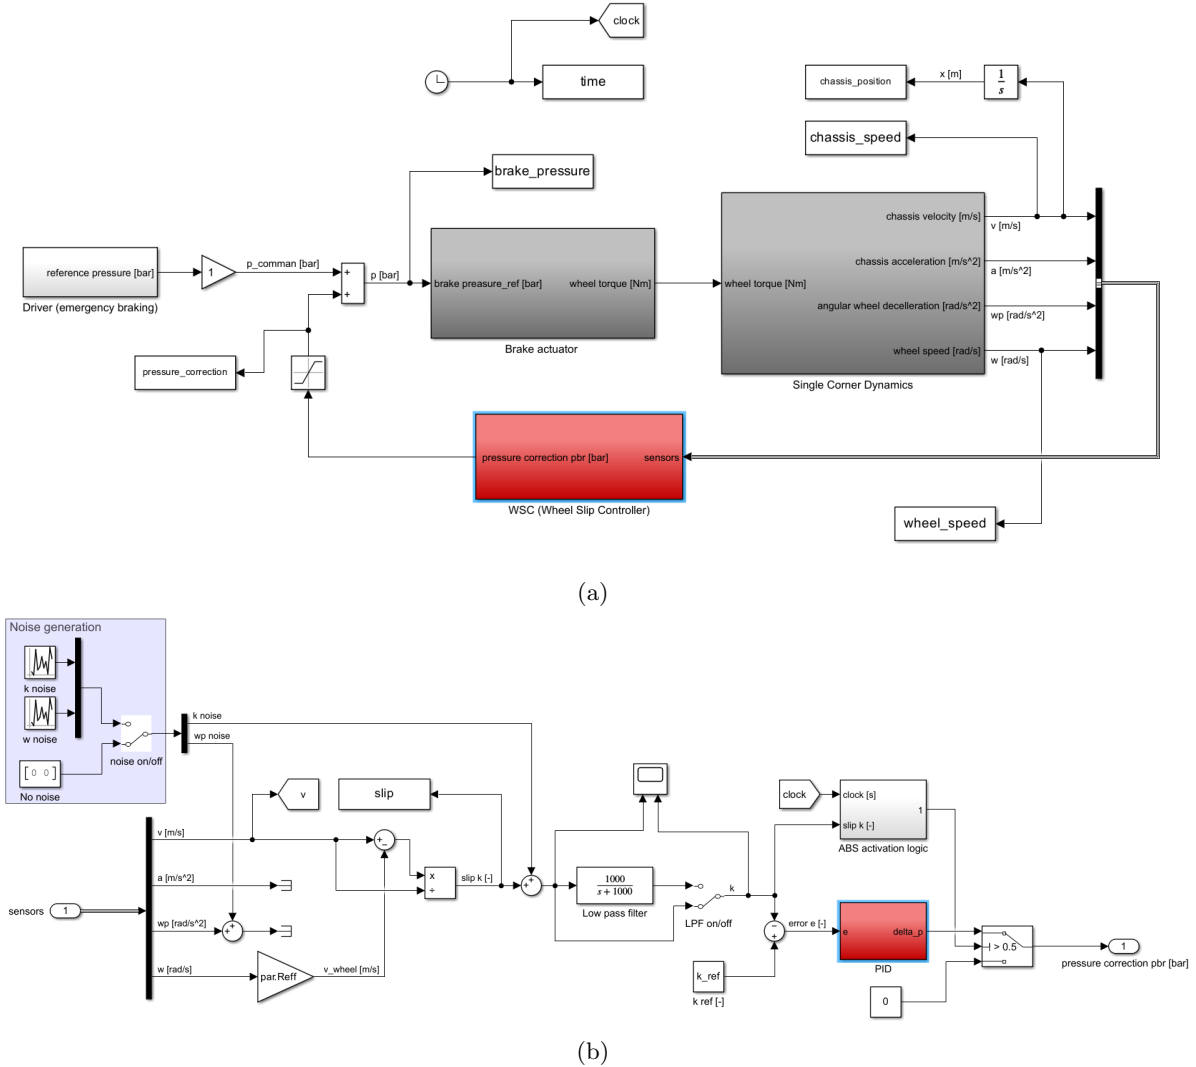 clock
time
x [m]
chassis_position
1
s
chassis_speed
brake_pressure
chassis velocity [m/s]
v [m/s]
chassis acceleration [m/s^2]
a [m/s^2]
reference pressure [bar]
1
p_comman [bar]
+
+
p [bar]
brake preasure_ref [bar]
wheel torque [Nm]
wheel torque [Nm]
angular wheel decelleration [rad/s^2]
wp [rad/s^2]
Driver (emergency braking)
Brake actuator
wheel speed [rad/s]
w [rad/s]
pressure_correction
Single Corner Dynamics
pressure correction pbr [bar]
sensors
WSC (Wheel Slip Controller)
wheel_speed
(a)
Noise generation
k noise
w noise
noise on/off
[0 0]
No noise
k noise
wp noise
v
slip
clock
clock [s]
1
slip k [-]
ABS activation logic
v [m/s]
+
−
×
÷
slip k [-]
+
+
1000
s + 1000
Low pass filter
k
LPF on/off
a [m/s^2]
sensors
1
wp [rad/s^2]
+
+
−
+
error e [-]
e
delta_p
PID
> 0.5
1
pressure correction pbr [bar]
w [rad/s]
par.Reff
v_wheel [m/s]
k_ref
k ref [-]
0
(b)